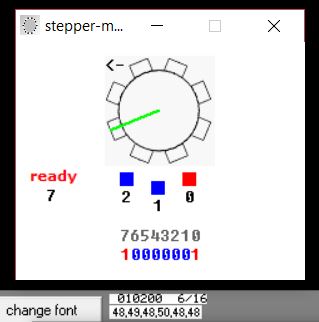 stepper-m...
<-
ready
7
2 1 0
76543210
10000001
change font
010200 6/16
48,49,48,50,48,48